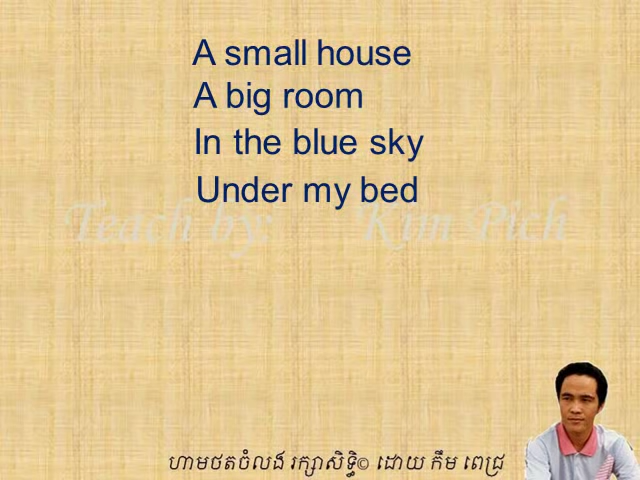 A small house
A big room
In the blue sky
Under my bed
Teach by: Kim Pich
ហាមថតចំលង រក្សាសិទ្ធិ© ដោយ កឹម ពេជ្រ